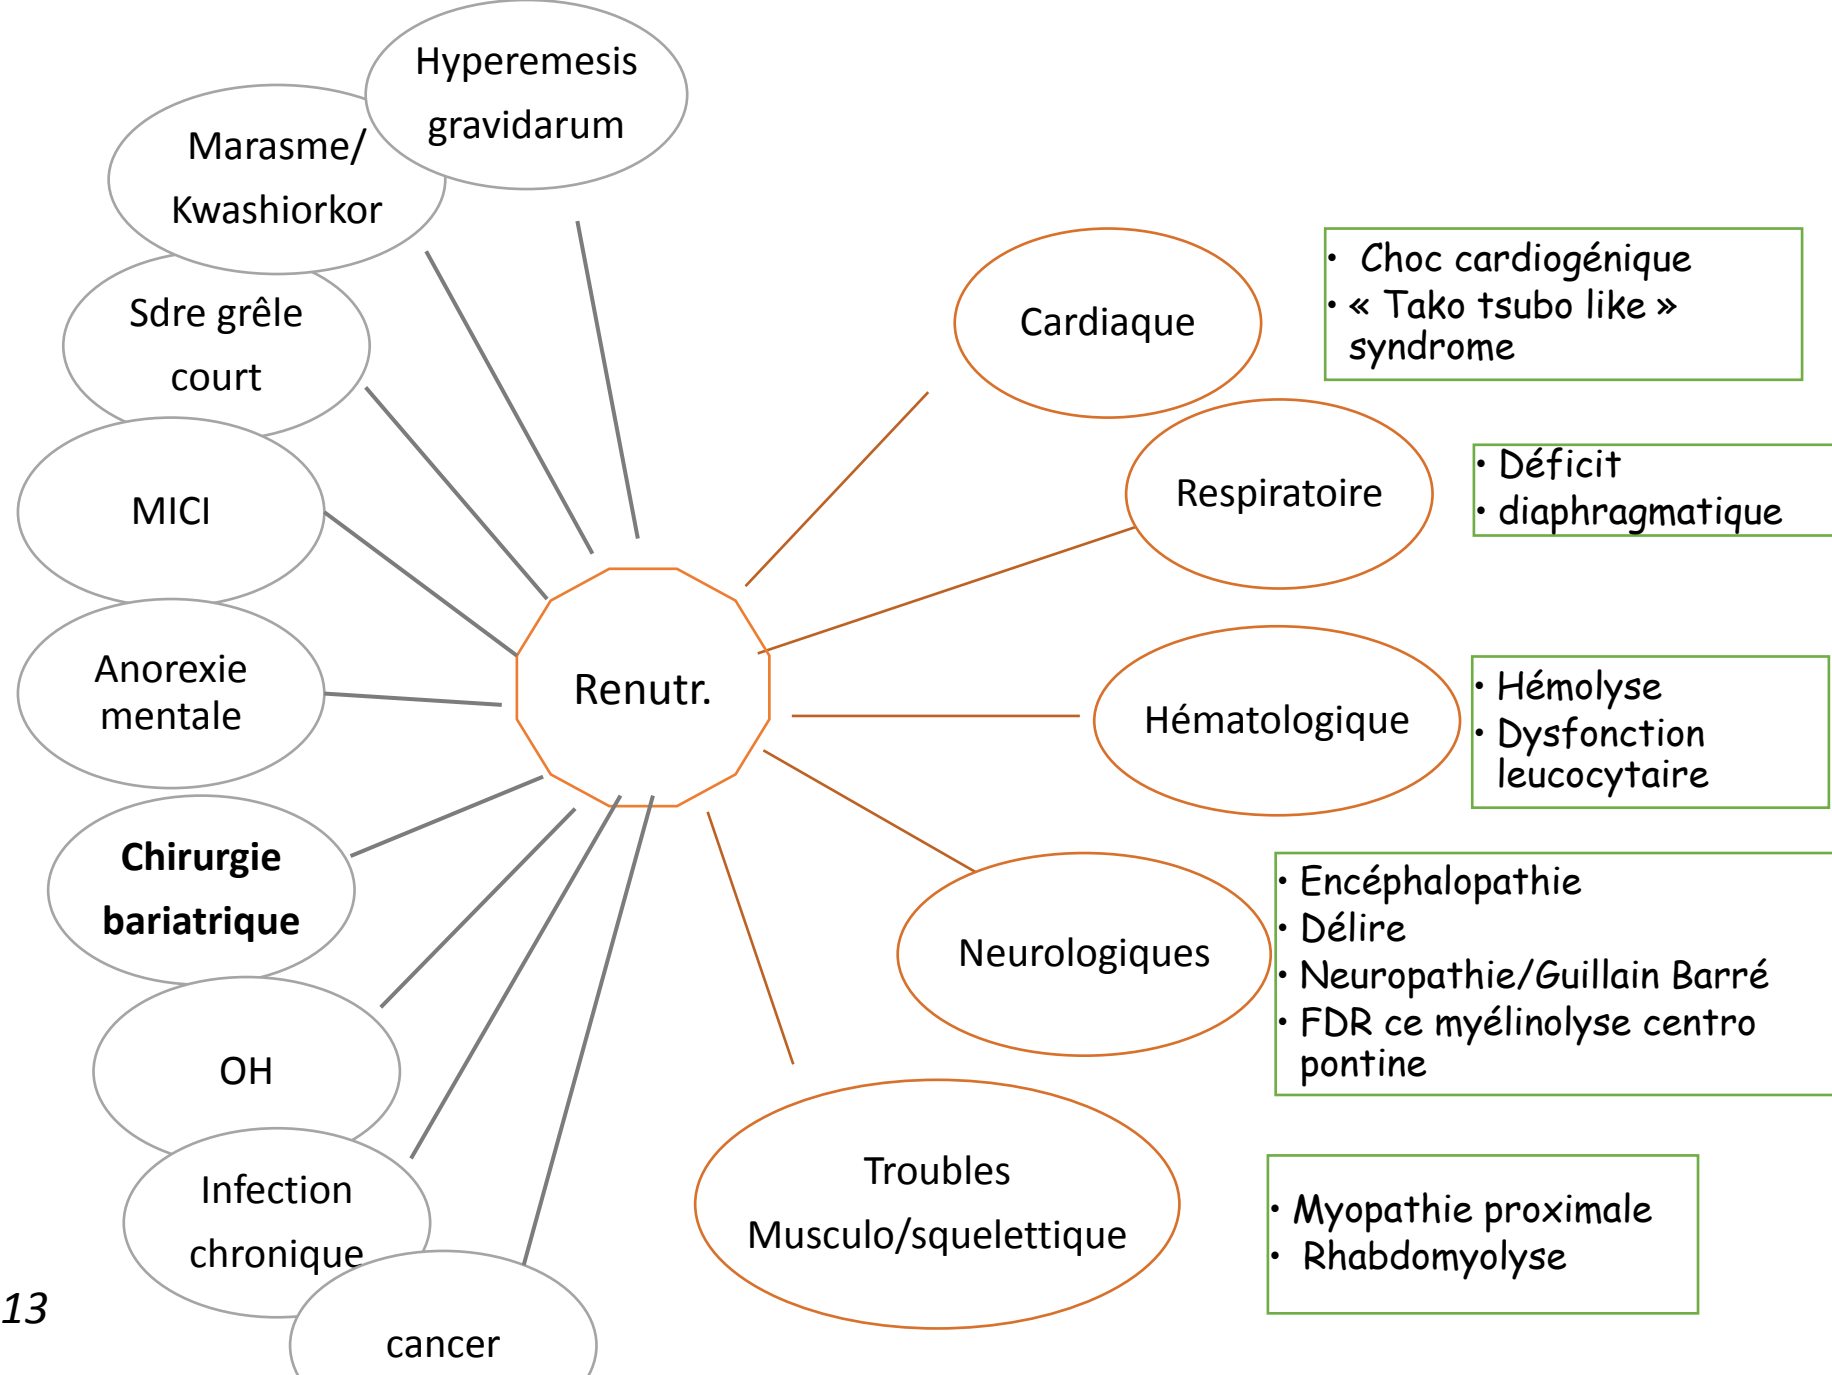 Hyperemesis
gravidarum
Marasme/
Kwashiorkor
Sdre grêle
court
MICI
Anorexie
mentale
Chirurgie
bariatrique
OH
Infection
chronique
cancer
Renutr.
Cardiaque
• Choc cardiogénique
• « Tako tsubo like »
syndrome
Respiratoire
• Déficit
• diaphragmatique
Hématologique
• Hémolyse
• Dysfonction
leucocytaire
Neurologiques
• Encéphalopathie
• Délire
• Neuropathie/Guillain Barré
• FDR ce myélinolyse centro
pontine
Troubles
Musculo/squelettique
• Myopathie proximale
• Rhabdomyolyse
13